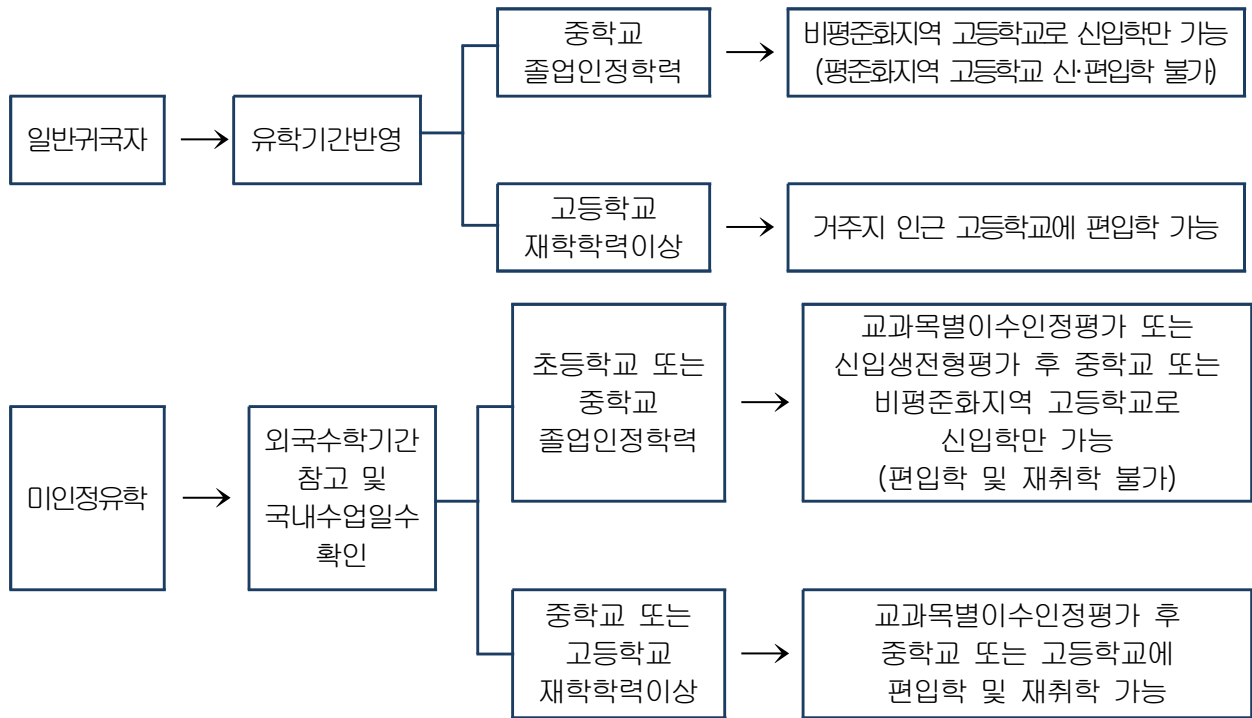 일반귀국자
유학기간반영
중학교
졸업인정학력
비평준화지역 고등학교로 신입학만 가능
(평준화지역 고등학교 신·편입학 불가)
고등학교
재학학력이상
거주지 인근 고등학교에 편입학 가능
미인정유학
외국수학기간
참고 및
국내수업일수
확인
초등학교 또는
중학교
졸업인정학력
교과목별이수인정평가 또는
신입생전형평가 후 중학교 또는
비평준화지역 고등학교로
신입학만 가능
(편입학 및 재취학 불가)
중학교 또는
고등학교
재학학력이상
교과목별이수인정평가 후
중학교 또는 고등학교에
편입학 및 재취학 가능